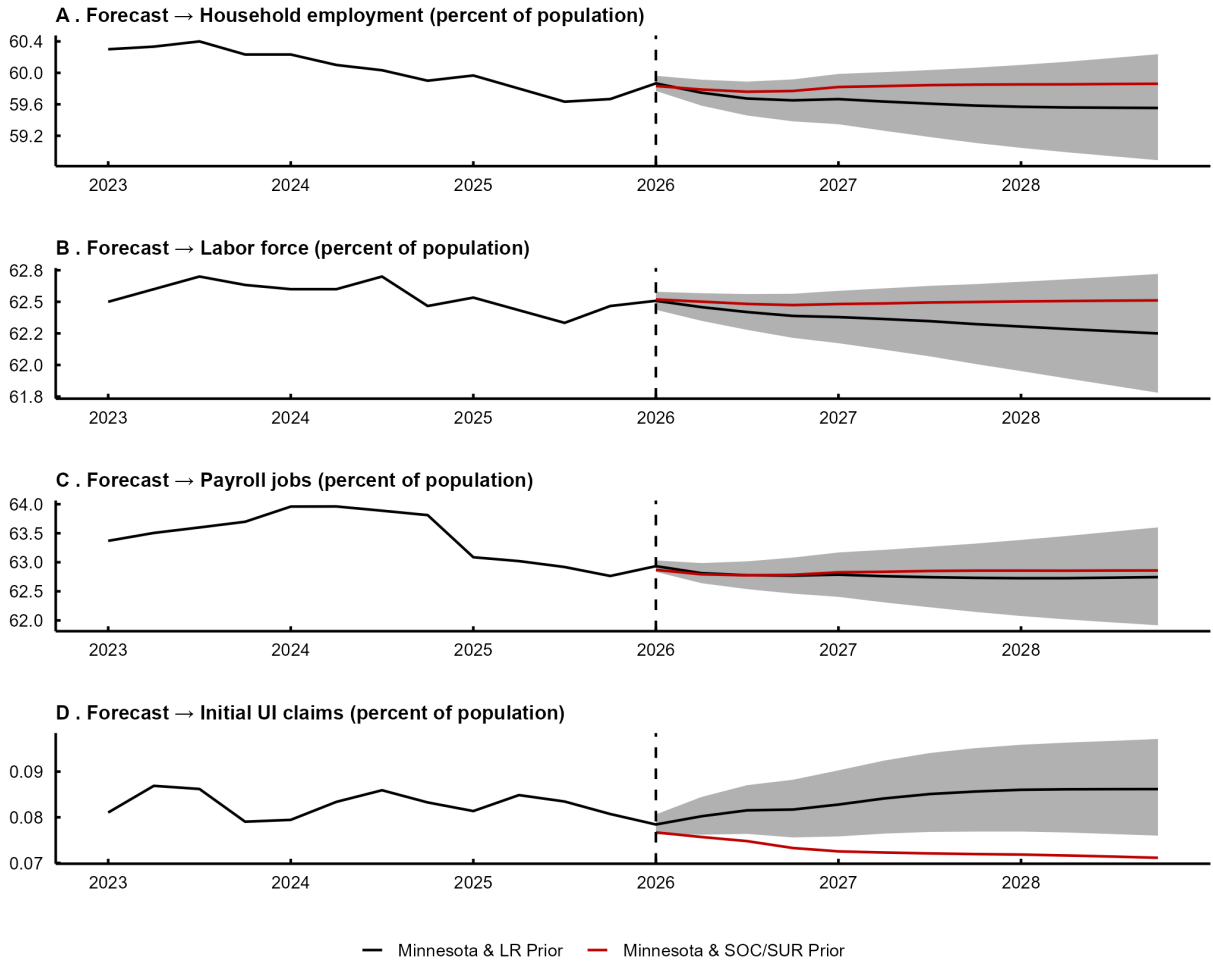 A . Forecast → Household employment (percent of population)
60.4
60.0
59.6
59.2
2023 2024 2025 2026 2027 2028
B . Forecast → Labor force (percent of population)
62.8
62.5
62.2
62.0
61.8
2023 2024 2025 2026 2027 2028
C . Forecast → Payroll jobs (percent of population)
64.0
63.5
63.0
62.5
62.0
2023 2024 2025 2026 2027 2028
D . Forecast → Initial UI claims (percent of population)
0.09
0.08
0.07
2023 2024 2025 2026 2027 2028
Minnesota & LR Prior Minnesota & SOC/SUR Prior